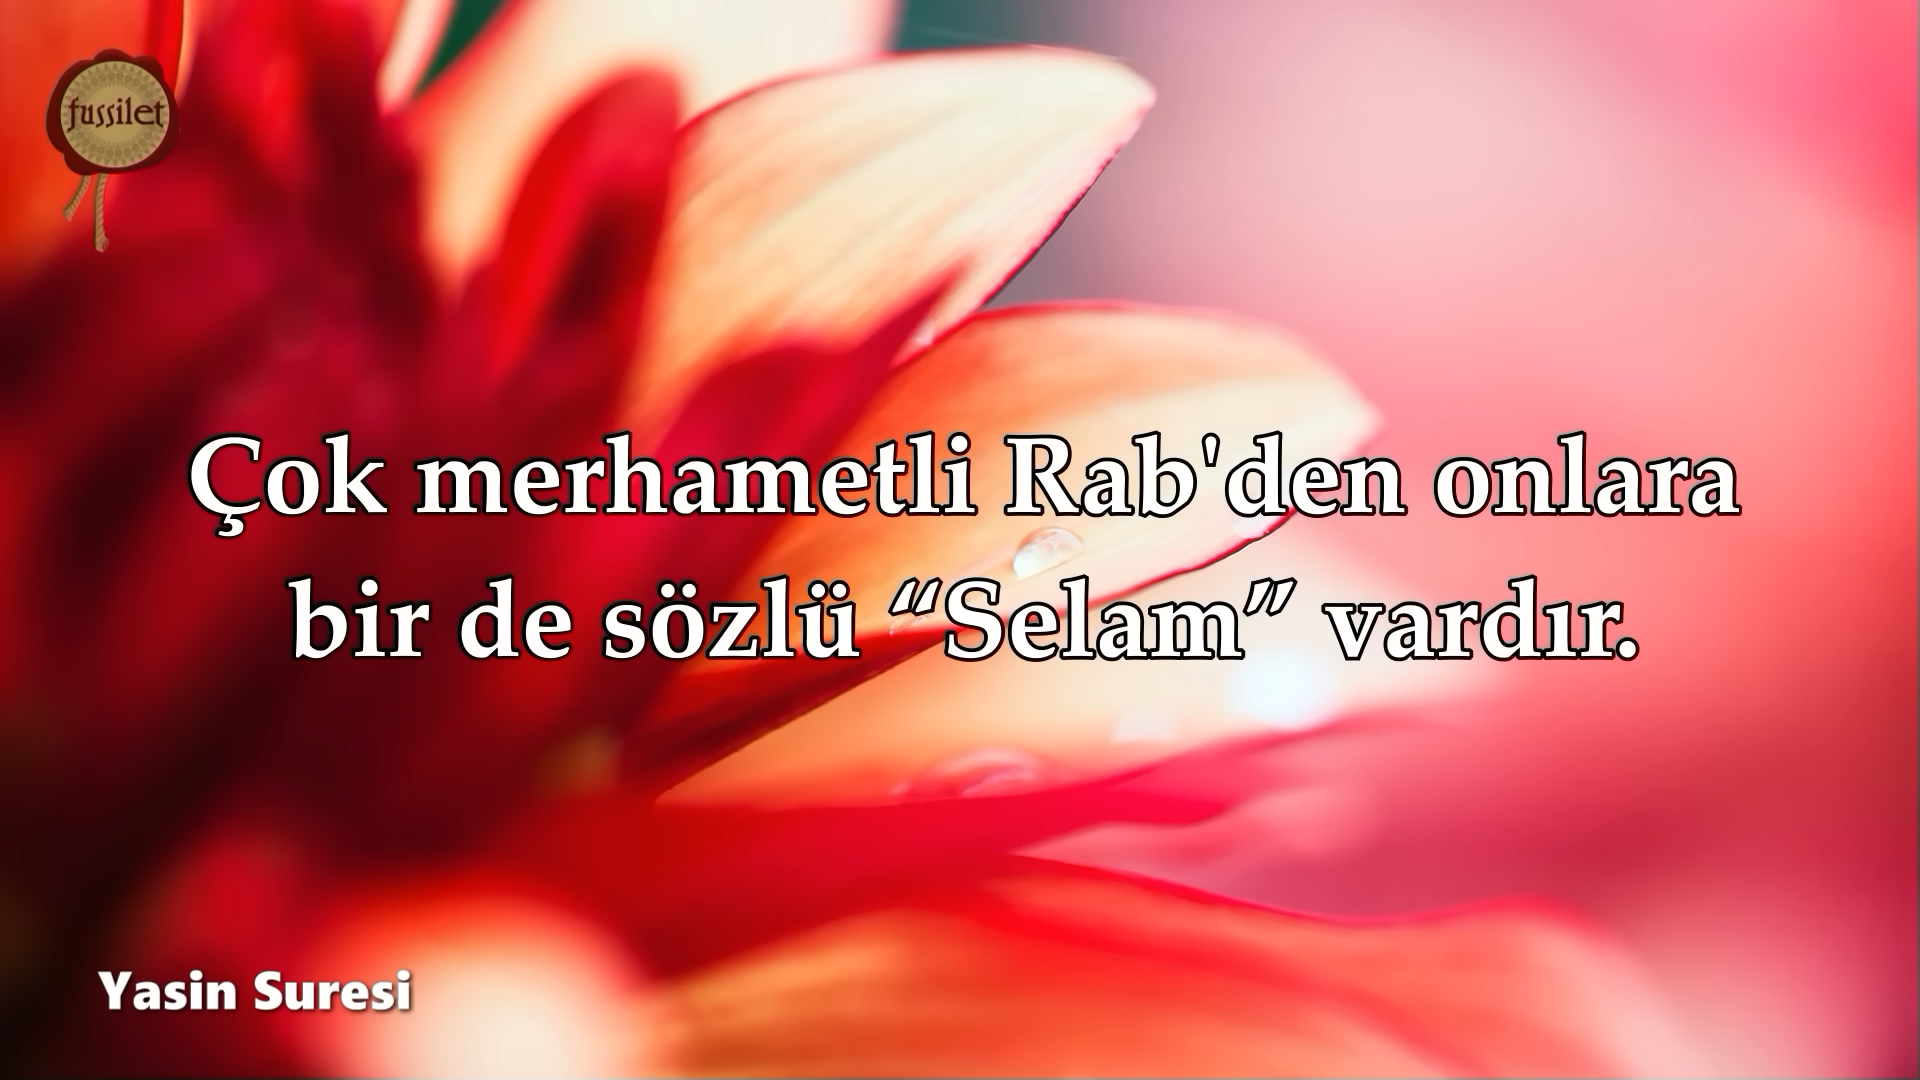 fussilet
Çok merhametli Rab'den onlara
bir de sözlü “Selam” vardır.
Yasin Suresi